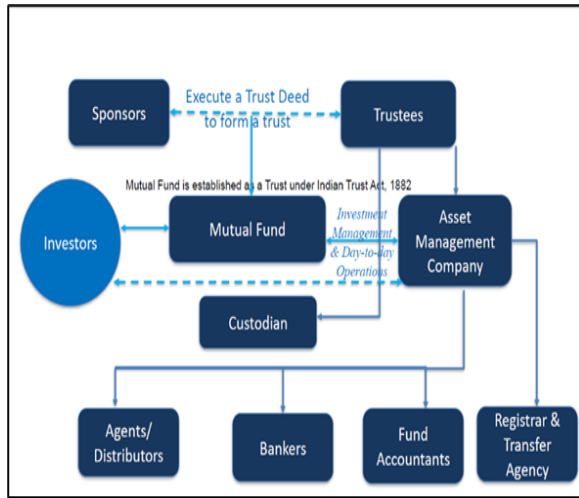 Execute a Trust Deed
to form a trust
Sponsors
Trustees
Mutual Fund is established as a Trust under Indian Trust Act, 1882
Investors
Mutual Fund
Investment
Management
& Day-to-day
Operations
Asset
Management
Company
Custodian
Agents/
Distributors
Bankers
Fund
Accountants
Registrar &
Transfer
Agency